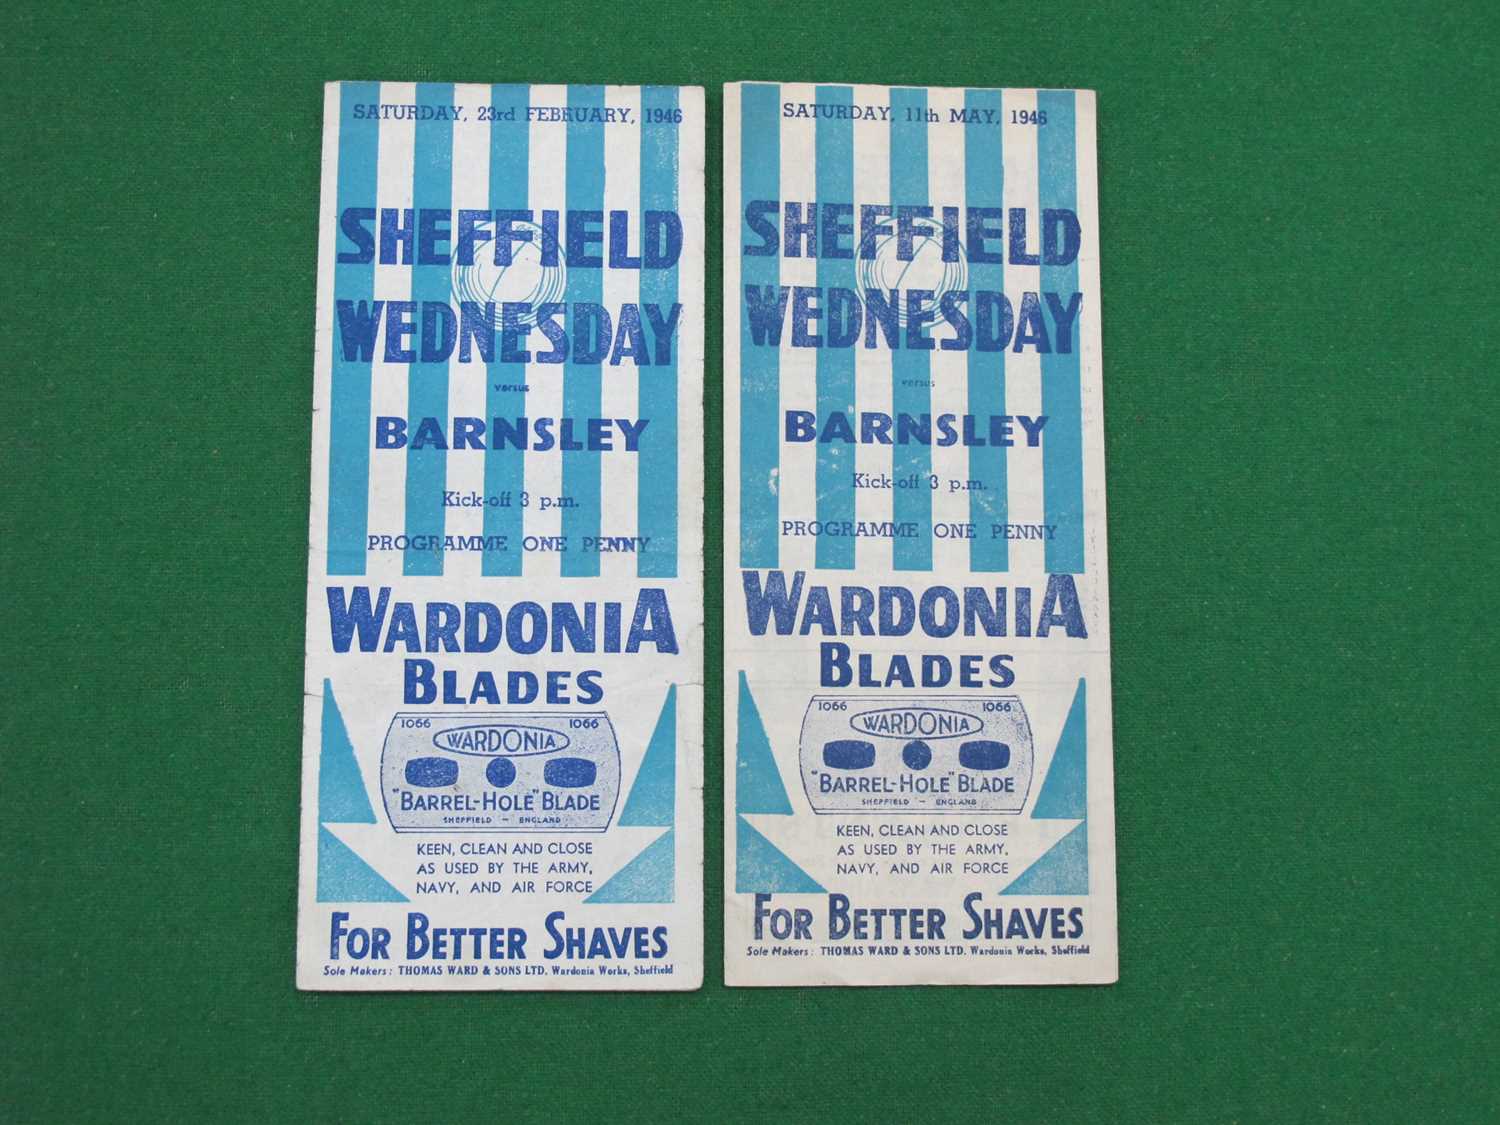 SATURDAY, 23rd FEBRUARY, 1946
SHEFFIELD
WEDNESDAY
versus
BARNSLEY
Kick-off 3 p.m.
PROGRAMME ONE PENNY
WARDONIA
BLADES
1066 1066
WARDONIA
"BARREL-HOLE" BLADE
SHEFFIELD - ENGLAND
KEEN, CLEAN AND CLOSE
AS USED BY THE ARMY,
NAVY, AND AIR FORCE
FOR BETTER SHAVES
Sole Makers: THOMAS WARD & SONS LTD. Wardonia Works, Sheffield
SATURDAY, 11th MAY, 1946
SHEFFIELD
WEDNESDAY
versus
BARNSLEY
Kick-off 3 p.m.
PROGRAMME ONE PENNY
WARDONIA
BLADES
1066 1066
WARDONIA
"BARREL-HOLE" BLADE
SHEFFIELD - ENGLAND
KEEN, CLEAN AND CLOSE
AS USED BY THE ARMY,
NAVY, AND AIR FORCE
FOR BETTER SHAVES
Sole Makers: THOMAS WARD & SONS LTD. Wardonia Works, Sheffield